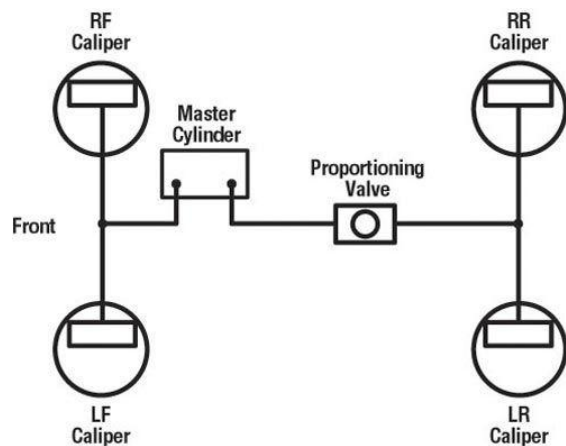 RF
Caliper
RR
Caliper
Master
Cylinder
Proportioning
Valve
Front
LF
Caliper
LR
Caliper